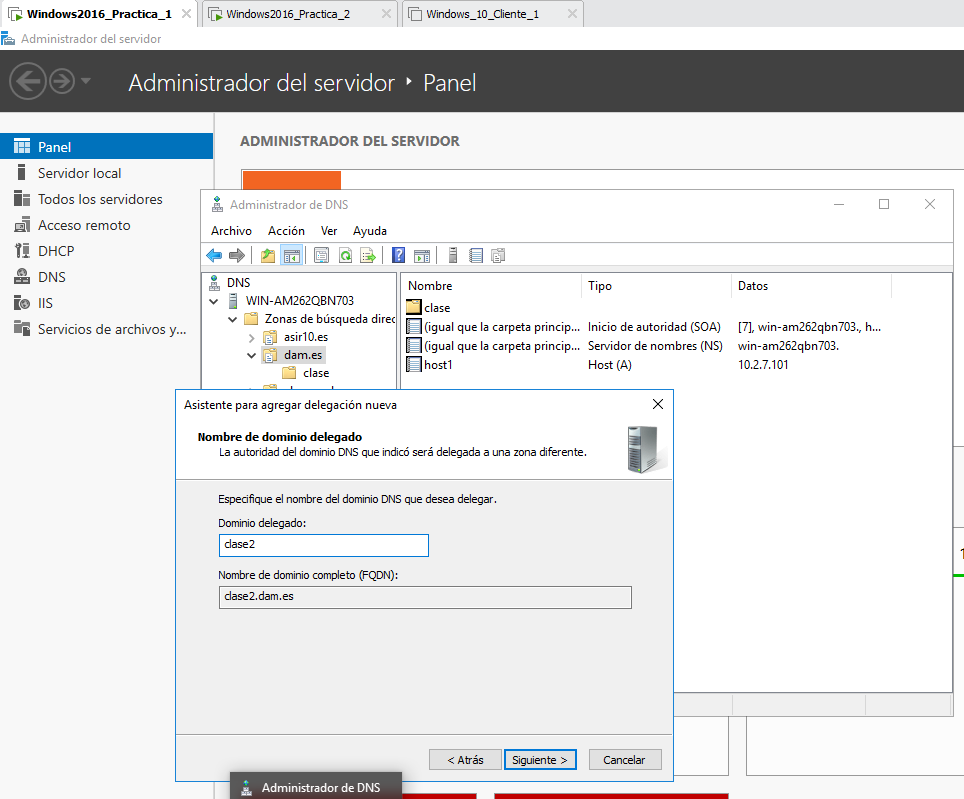 Windows2016_Practica_1
Windows2016_Practica_2
Windows_10_Cliente_1
Administrador del servidor
Administrador del servidor
Panel
Panel
Servidor local
Todos los servidores
Acceso remoto
DHCP
DNS
IIS
Servicios de archivos y...
ADMINISTRADOR DEL SERVIDOR
Administrador de DNS
Archivo Acción Ver Ayuda
DNS
WIN-AM262QBN703
Zonas de búsqueda direc
asir10.es
dam.es
clase
Nombre Tipo Datos
clase
(igual que la carpeta princip... Inicio de autoridad (SOA) [7], win-am262qbn703., h...
(igual que la carpeta princip... Servidor de nombres (NS) win-am262qbn703.
host1 Host (A) 10.2.7.101
Asistente para agregar delegación nueva
Nombre de dominio delegado
La autoridad del dominio DNS que indicó será delegada a una zona diferente.
Especifique el nombre del dominio DNS que desea delegar.
Dominio delegado:
clase2
Nombre de dominio completo (FQDN):
clase2.dam.es
< Atrás
Siguiente >
Cancelar
Administrador de DNS